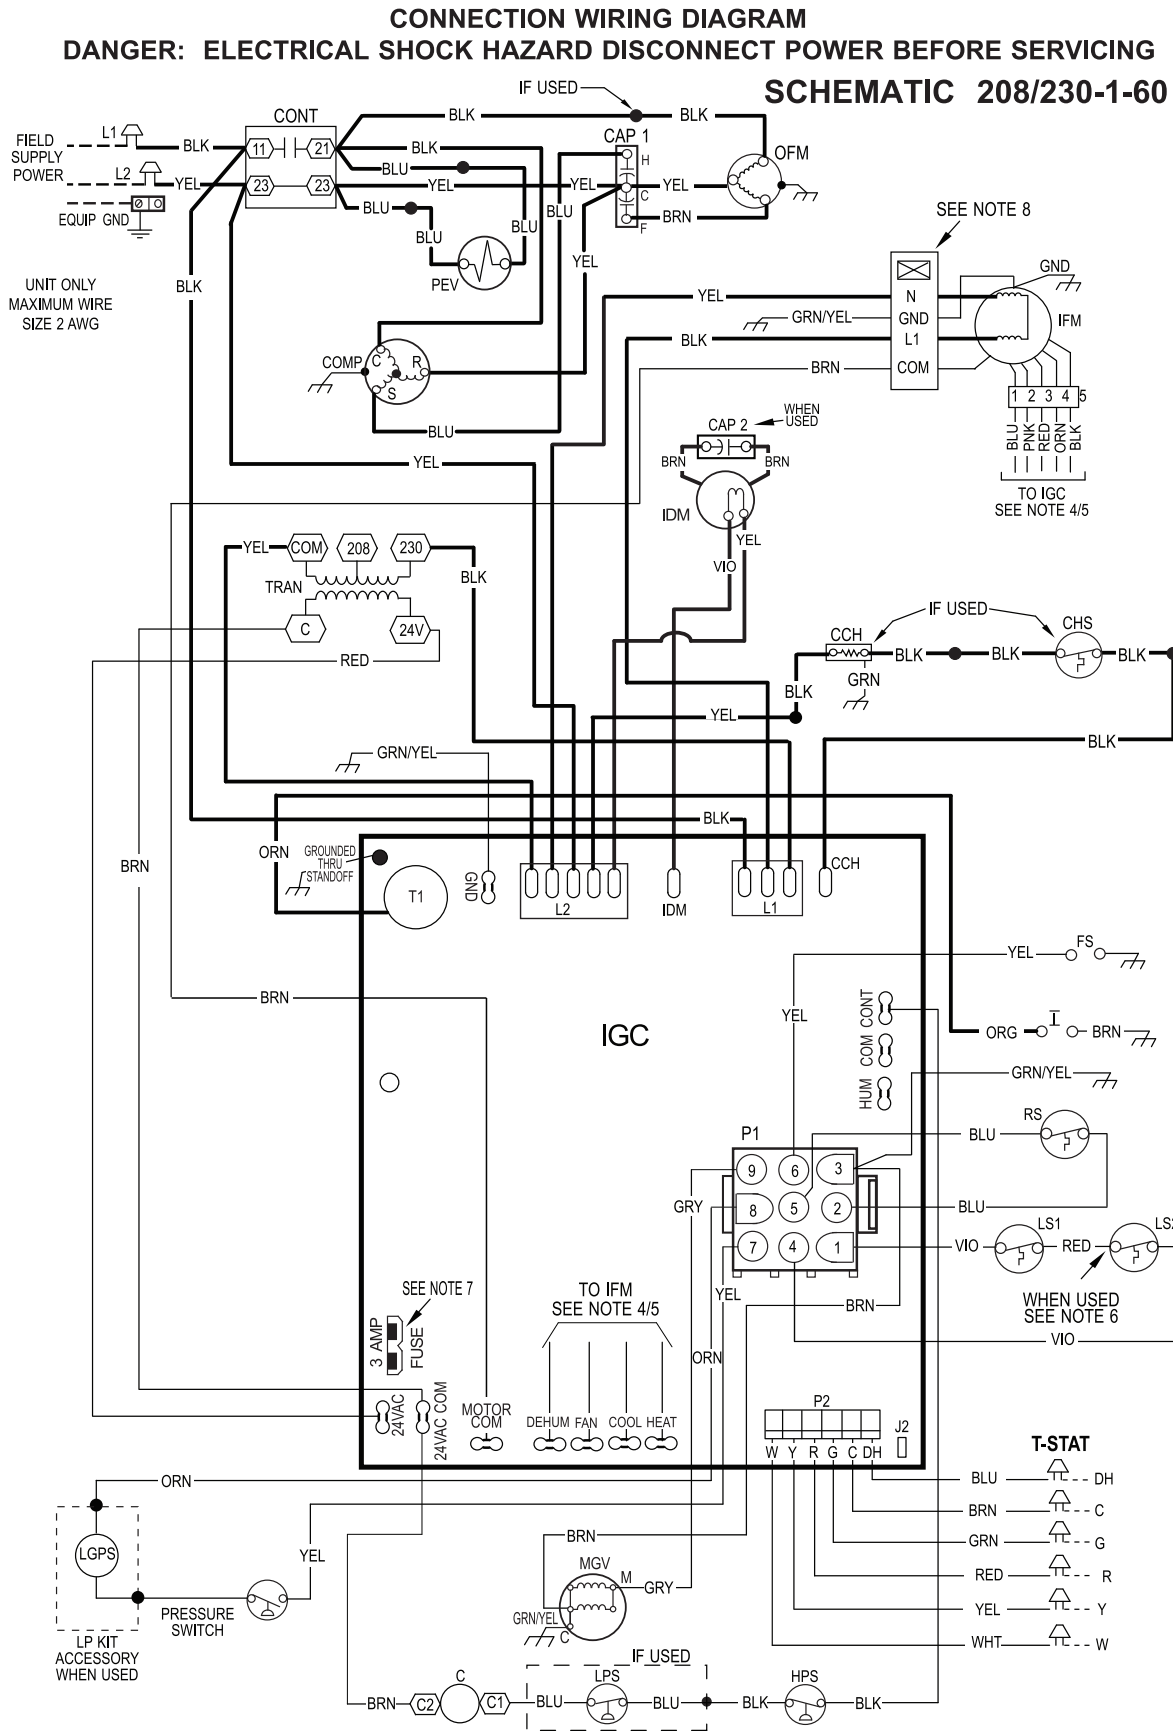 CONNECTION WIRING DIAGRAM
DANGER: ELECTRICAL SHOCK HAZARD DISCONNECT POWER BEFORE SERVICING
SCHEMATIC 208/230-1-60
IF USED
CONT
BLK
BLK
FIELD
SUPPLY
POWER
L1
BLK
11
21
BLK
CAP 1
H
OFM
BLU
L2
YEL
23
23
YEL
YEL
C
YEL
EQUIP GND
BLU
BLU
BLU
BLU
F
BRN
SEE NOTE 8
UNIT ONLY
MAXIMUM WIRE
SIZE 2 AWG
BLK
PEV
YEL
GND
YEL
N
GRN/YEL
GND
IFM
BLK
L1
COMP
C
R
S
BRN
COM
1 2 3 4 5
BLU
PNK
RED
ORN
BLK
TO IGC
SEE NOTE 4/5
BLU
CAP 2
WHEN
USED
YEL
BRN
BRN
IDM
YEL
VIO
YEL
COM
208
230
BLK
TRAN
C
24V
RED
IF USED
CCH
CHS
BLK
BLK
BLK
GRN
BLK
YEL
BLK
GRN/YEL
BLK
BRN
ORN
GROUNDED
THRU
STANDOFF
T1
GND
L2
IDM
L1
CCH
YEL
FS
BRN
IGC
YEL
CONT
COM
HUM
ORG
I
BRN
GRN/YEL
RS
BLU
P1
9
6
3
8
5
2
7
4
1
GRY
BLU
LS1
LS2
VIO
RED
WHEN USED
SEE NOTE 6
VIO
YEL
BRN
SEE NOTE 7
3 AMP
FUSE
TO IFM
SEE NOTE 4/5
ORN
24VAC
24VAC COM
MOTOR
COM
DEHUM
FAN
COOL
HEAT
P2
J2
W Y R G C DH
T-STAT
BLU
DH
BRN
C
GRN
G
RED
R
YEL
Y
WHT
W
ORN
LGPS
YEL
PRESSURE
SWITCH
LP KIT
ACCESSORY
WHEN USED
BRN
MGV
M
GRY
GRN/YEL
C
IF USED
BRN
C2
C
C1
BLU
LPS
BLU
BLK
HPS
BLK